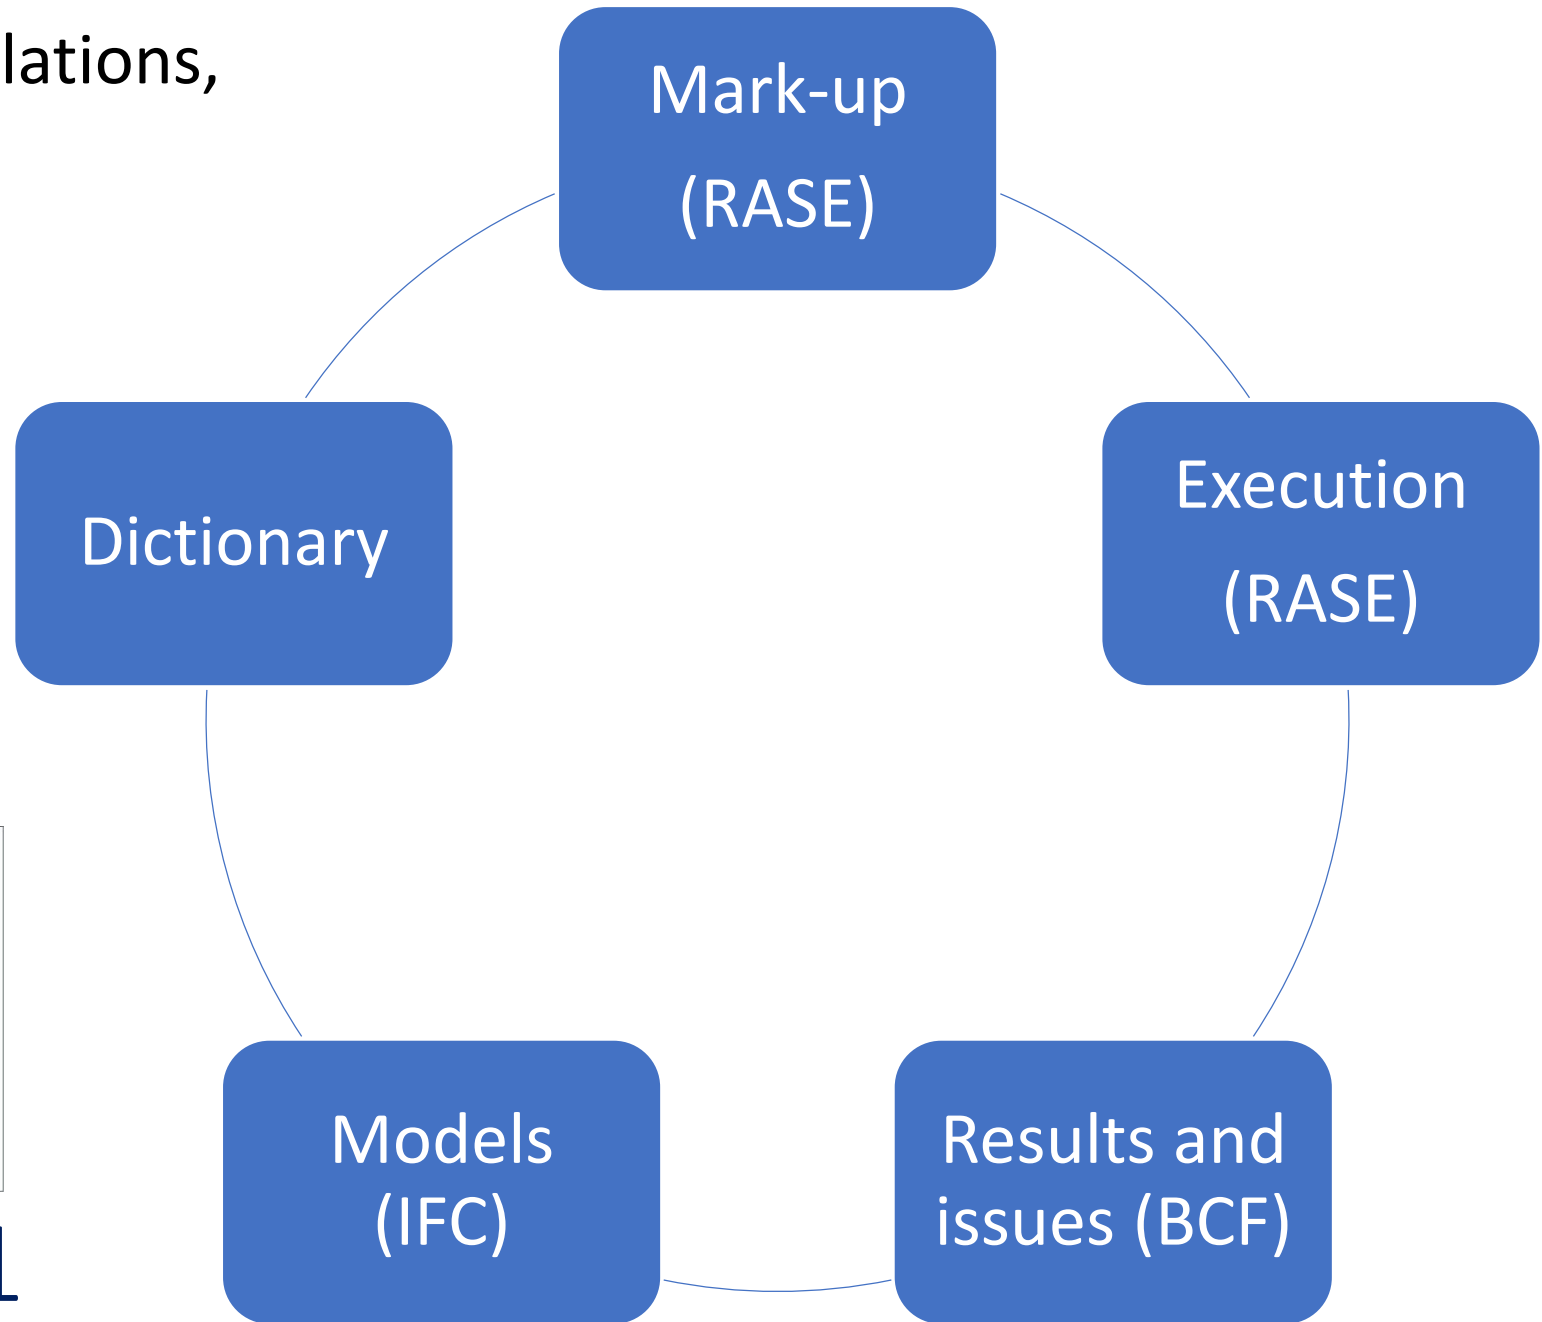 lations,
Mark-up
(RASE)
Execution
(RASE)
Dictionary
Models
(IFC)
Results and
issues (BCF)